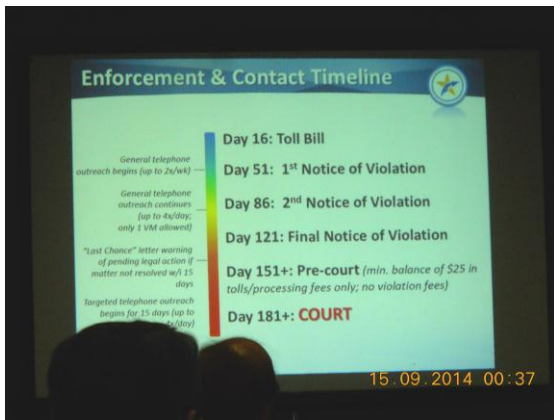 Enforcement & Contact Timeline
Day 16: Toll Bill
General telephone
outreach begins (up to 2x/wk)
Day 51: 1st Notice of Violation
General telephone
outreach continues
(up to 4x/day;
only 1 VM allowed)
Day 86: 2nd Notice of Violation
Day 121: Final Notice of Violation
"Last Chance" letter warning
of pending legal action if
matter not resolved w/i 15
days
Day 151+: Pre-court (min. balance of $25 in
tolls/processing fees only; no violation fees)
Targeted telephone outreach
begins for 15 days (up to
x/day)
Day 181+: COURT
15.09.2014 00:37